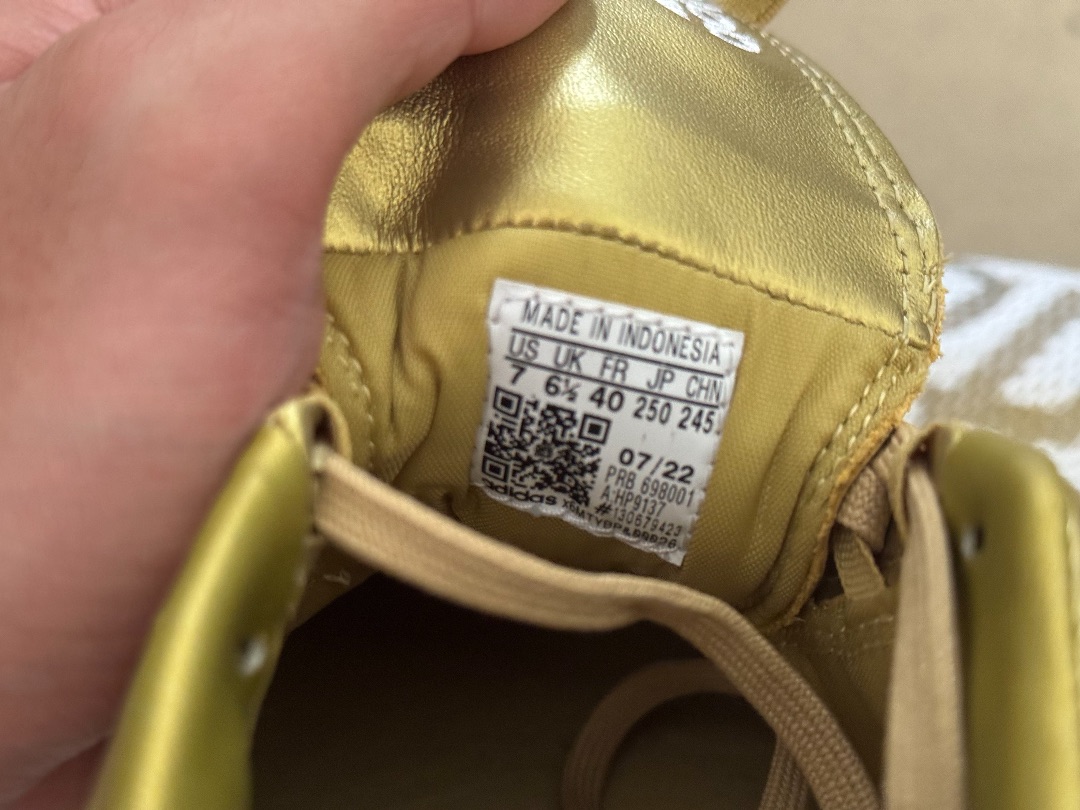 MADE IN INDONESIA
US UK FR JP CHN
7 6½ 40 250 245
07/22
PRB 698001
A:HP9137
#130679423
adidas